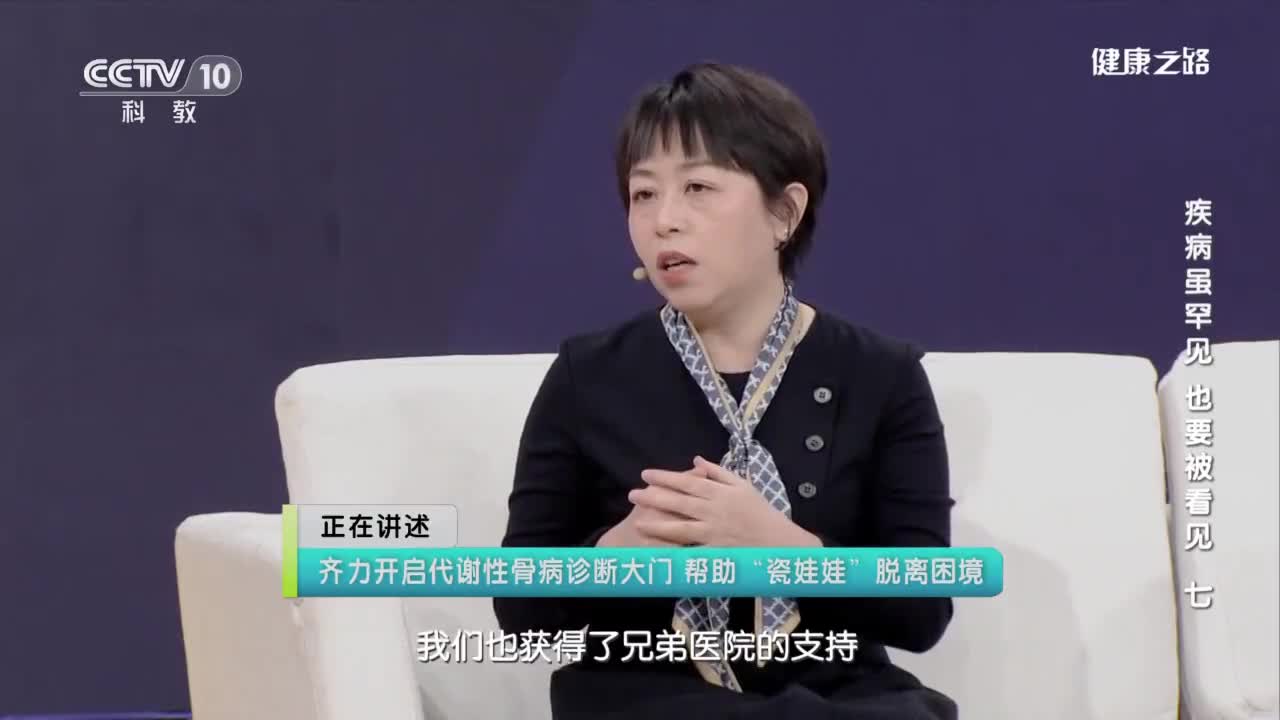 CCTV 10
科 教
健康之路
疾病虽罕见 也要被看见 七
正在讲述
齐力开启代谢性骨病诊断大门 帮助“瓷娃娃”脱离困境
我们也获得了兄弟医院的支持